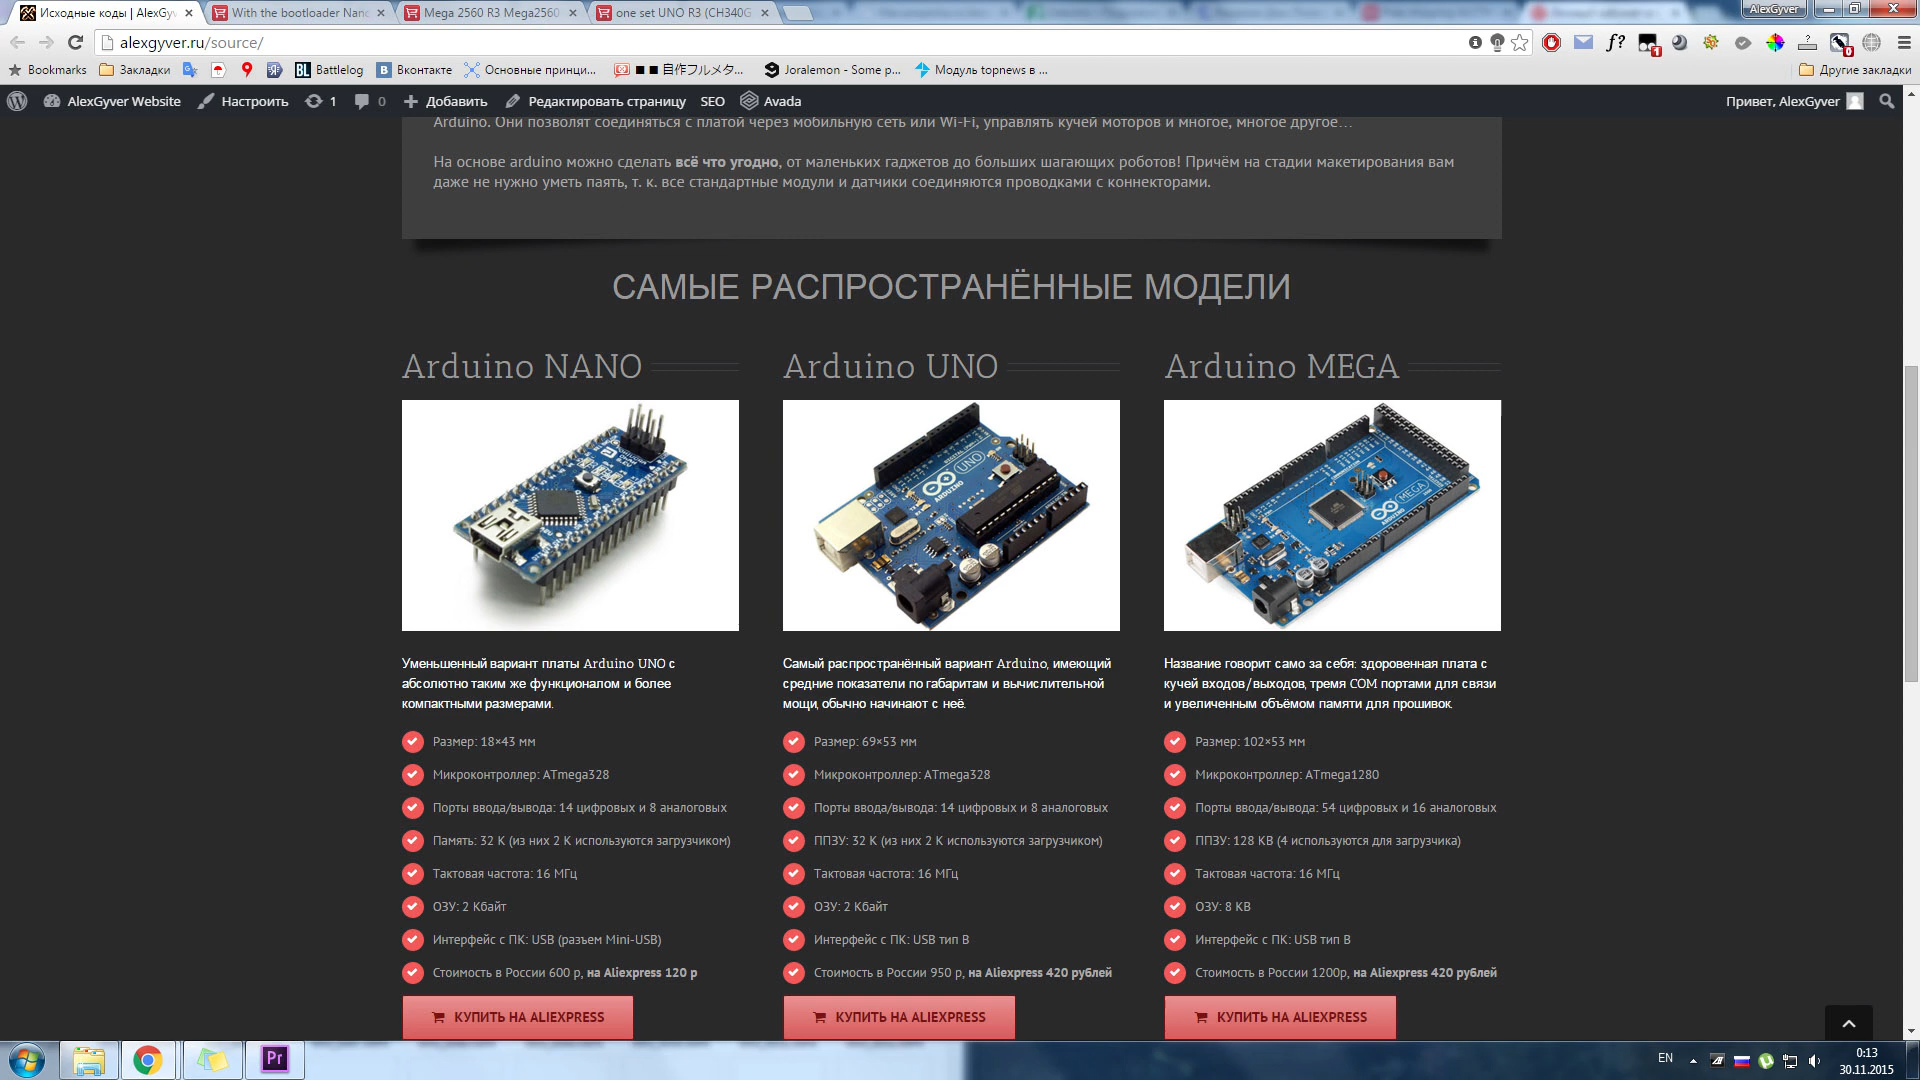 Исходные коды | AlexGyv
With the bootloader Nano
Mega 2560 R3 Mega2560
one set UNO R3 (CH340G
AlexGyver
alexgyver.ru/source/
Bookmarks
Закладки
Battlelog
Вконтакте
Основные принци...
■ ■ 自作フルメタ...
Joralemon - Some p...
Модуль topnews в ...
Другие закладки
AlexGyver Website
Настроить
1
0
Добавить
Редактировать страницу
SEO
Avada
Привет, AlexGyver
Arduino. Они позволят соединяться с платой через мобильную сеть или Wi-Fi, управлять кучей моторов и многое, многое другое…
На основе arduino можно сделать всё что угодно, от маленьких гаджетов до больших шагающих роботов! Причём на стадии макетирования вам
даже не нужно уметь паять, т. к. все стандартные модули и датчики соединяются проводками с коннекторами.
САМЫЕ РАСПРОСТРАНЁННЫЕ МОДЕЛИ
Arduino NANO
Уменьшенный вариант платы Arduino UNO с
абсолютно таким же функционалом и более
компактными размерами.
Размер: 18×43 мм
Микроконтроллер: ATmega328
Порты ввода/вывода: 14 цифровых и 8 аналоговых
Память: 32 К (из них 2 К используются загрузчиком)
Тактовая частота: 16 МГц
ОЗУ: 2 Кбайт
Интерфейс с ПК: USB (разъем Mini-USB)
Стоимость в России 600 р, на Aliexpress 120 р
КУПИТЬ НА ALIEXPRESS
Arduino UNO
UNO
ARDUINO
Самый распространённый вариант Arduino, имеющий
средние показатели по габаритам и вычислительной
мощи, обычно начинают с неё.
Размер: 69×53 мм
Микроконтроллер: ATmega328
Порты ввода/вывода: 14 цифровых и 8 аналоговых
ППЗУ: 32 К (из них 2 К используются загрузчиком)
Тактовая частота: 16 МГц
ОЗУ: 2 Кбайт
Интерфейс с ПК: USB тип B
Стоимость в России 950 р, на Aliexpress 420 рублей
КУПИТЬ НА ALIEXPRESS
Arduino MEGA
MEGA
ARDUINO
Название говорит само за себя: здоровенная плата с
кучей входов/выходов, тремя COM портами для связи
и увеличенным объёмом памяти для прошивок.
Размер: 102×53 мм
Микроконтроллер: ATmega1280
Порты ввода/вывода: 54 цифровых и 16 аналоговых
ППЗУ: 128 KB (4 используются для загрузчика)
Тактовая частота: 16 МГц
ОЗУ: 8 KB
Интерфейс с ПК: USB тип B
Стоимость в России 1200р, на Aliexpress 420 рублей
КУПИТЬ НА ALIEXPRESS
Pr
EN
0:13
30.11.2015